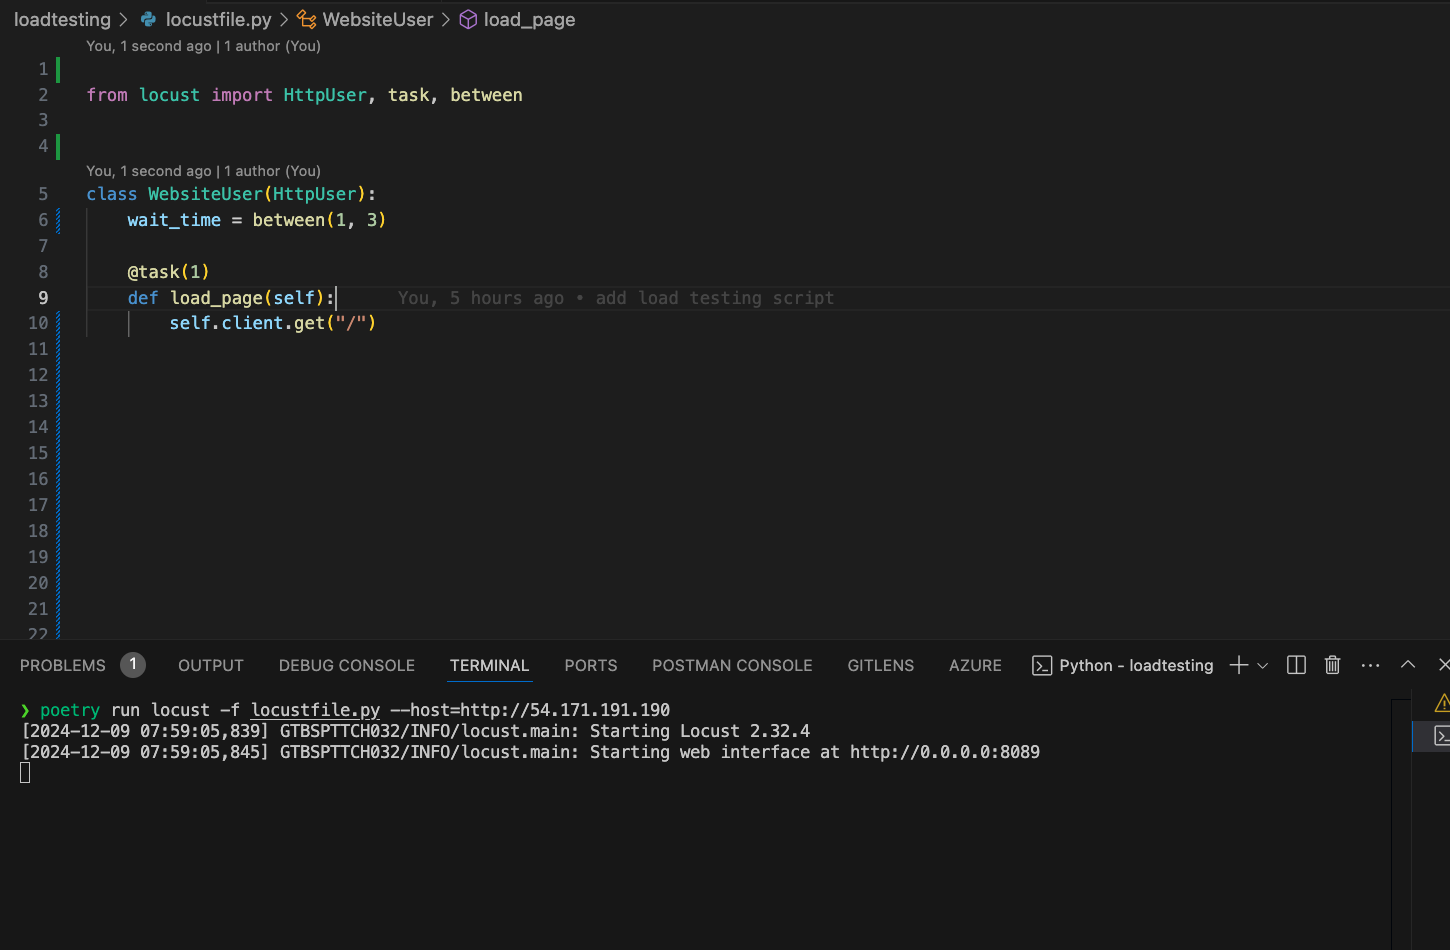 loadtesting > locustfile.py > WebsiteUser > load_page
You, 1 second ago | 1 author (You)
1
2 from locust import HttpUser, task, between
3
4
You, 1 second ago | 1 author (You)
5 class WebsiteUser(HttpUser):
6 wait_time = between(1, 3)
7
8 @task(1)
9 def load_page(self): You, 5 hours ago • add load testing script
10 self.client.get("/")
11
12
13
14
15
16
17
18
19
20
21
22
PROBLEMS 1 OUTPUT DEBUG CONSOLE TERMINAL PORTS POSTMAN CONSOLE GITLENS AZURE Python - loadtesting
❯ poetry run locust -f locustfile.py --host=http://54.171.191.190
[2024-12-09 07:59:05,839] GTBSPTTCH032/INFO/locust.main: Starting Locust 2.32.4
[2024-12-09 07:59:05,845] GTBSPTTCH032/INFO/locust.main: Starting web interface at http://0.0.0.0:8089